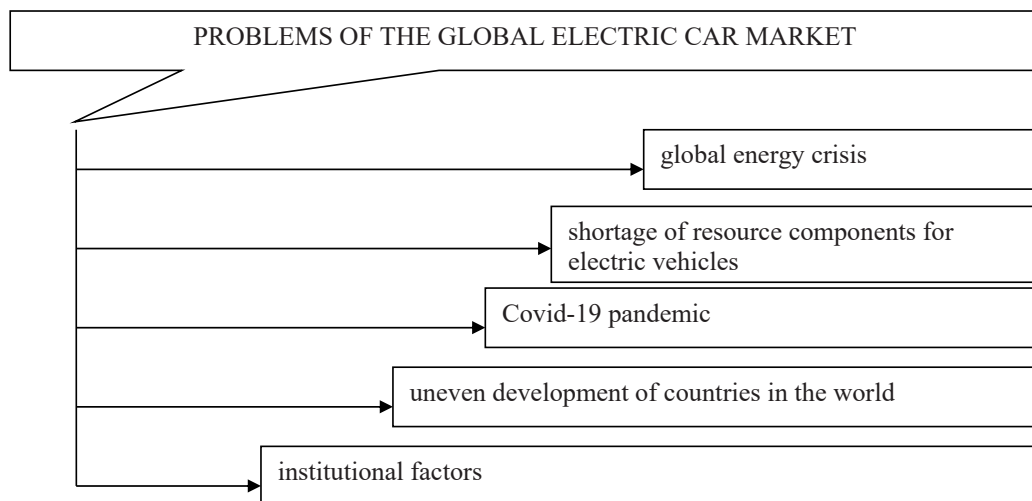 PROBLEMS OF THE GLOBAL ELECTRIC CAR MARKET
global energy crisis
shortage of resource components for
electric vehicles
Covid-19 pandemic
uneven development of countries in the world
institutional factors